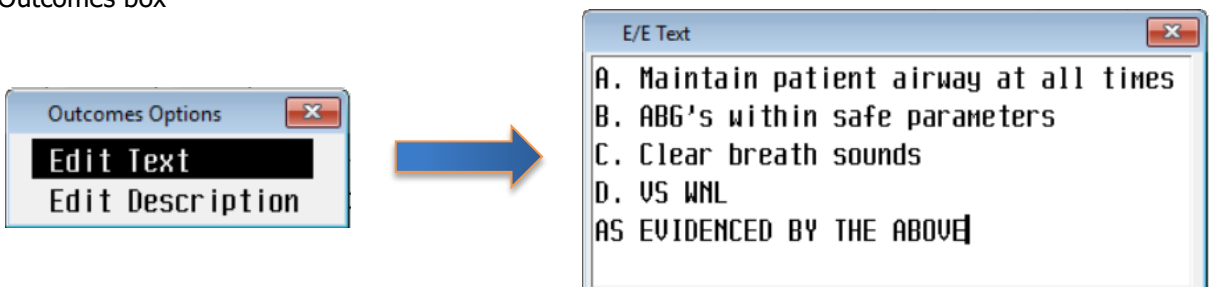 Outcomes box
Outcomes Options
Edit Text
Edit Description
E/E Text
A. Maintain patient airway at all times
B. ABG's within safe parameters
C. Clear breath sounds
D. VS WNL
AS EVIDENCED BY THE ABOVE